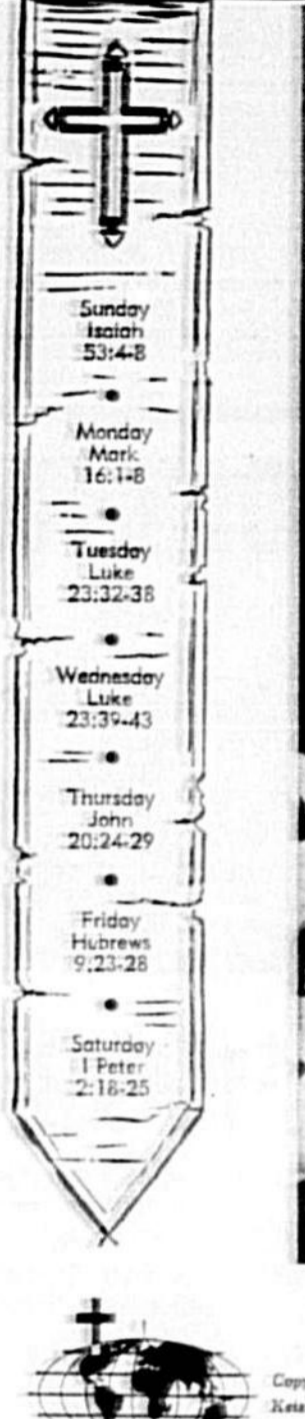 Sunday
Isaiah
53:4-8
Monday
Mark
16:1-8
Tuesday
Luke
23:32-38
Wednesday
Luke
23:39-43
Thursday
John
20:24-29
Friday
Hubrews
9:23-28
Saturday
I Peter
2:18-25